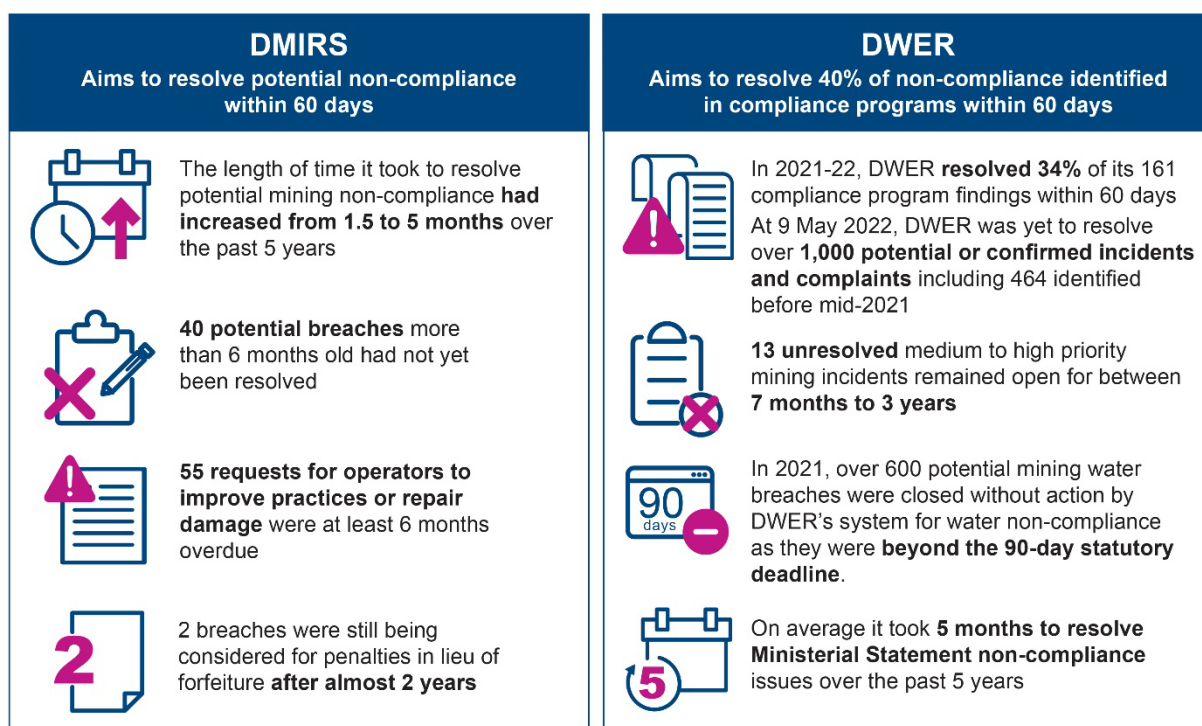 DMIRS
Aims to resolve potential non-compliance
within 60 days
The length of time it took to resolve
potential mining non-compliance had
increased from 1.5 to 5 months over
the past 5 years
40 potential breaches more
than 6 months old had not yet
been resolved
55 requests for operators to
improve practices or repair
damage were at least 6 months
overdue
2
2 breaches were still being
considered for penalties in lieu of
forfeiture after almost 2 years
DWER
Aims to resolve 40% of non-compliance identified
in compliance programs within 60 days
In 2021-22, DWER resolved 34% of its 161
compliance program findings within 60 days
At 9 May 2022, DWER was yet to resolve
over 1,000 potential or confirmed incidents
and complaints including 464 identified
before mid-2021
13 unresolved medium to high priority
mining incidents remained open for between
7 months to 3 years
90
days
In 2021, over 600 potential mining water
breaches were closed without action by
DWER’s system for water non-compliance
as they were beyond the 90-day statutory
deadline.
5
On average it took 5 months to resolve
Ministerial Statement non-compliance
issues over the past 5 years